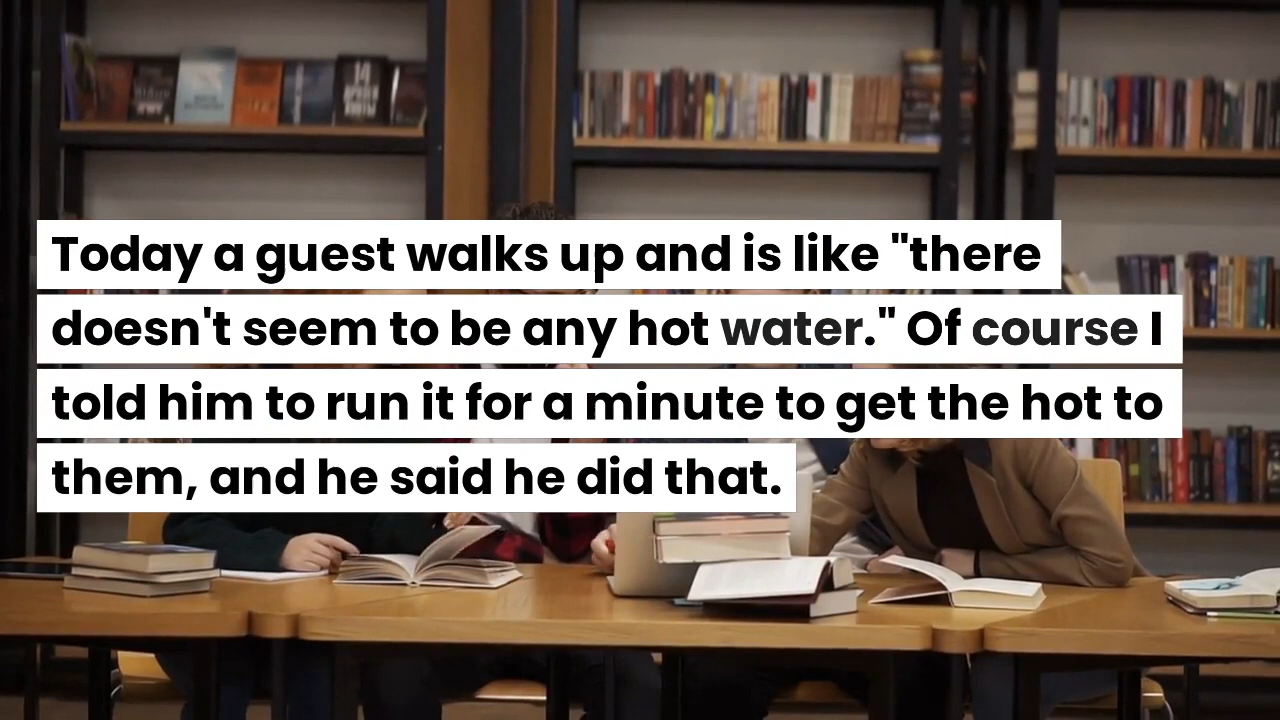 Today a guest walks up and is like "there
doesn't seem to be any hot water." Of course I
told him to run it for a minute to get the hot to
them, and he said he did that.